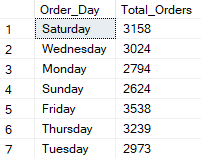 Order_Day Total_Orders
1 Saturday 3158
2 Wednesday 3024
3 Monday 2794
4 Sunday 2624
5 Friday 3538
6 Thursday 3239
7 Tuesday 2973